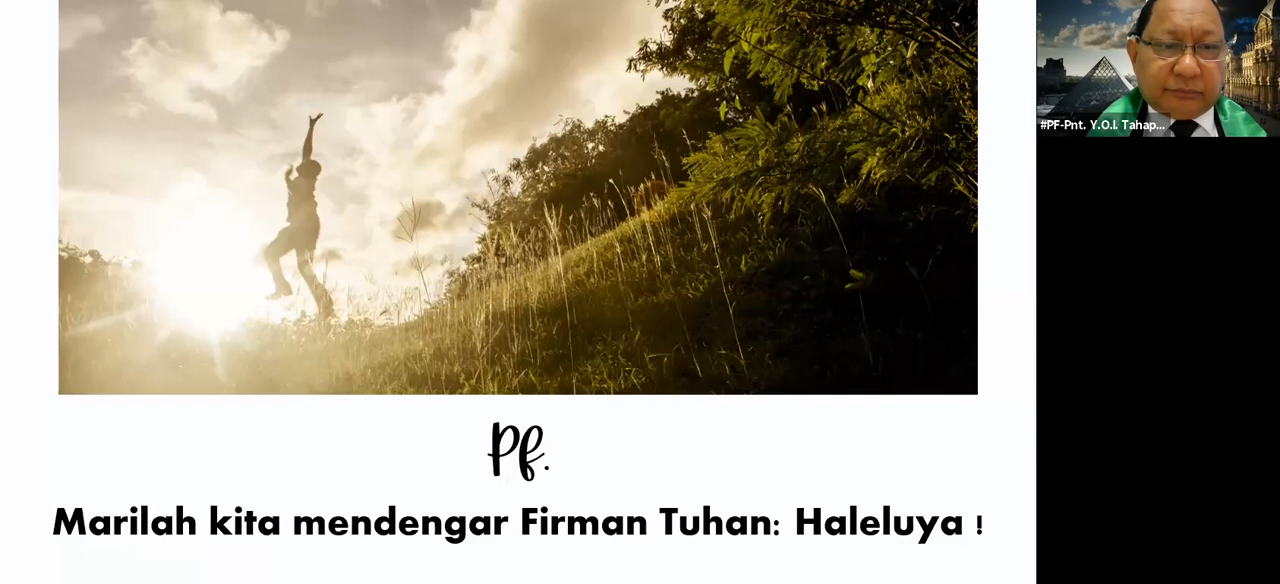 #PF-Pnt. Y.O.I. Tahap...
Pf.
Marilah kita mendengar Firman Tuhan: Haleluya !